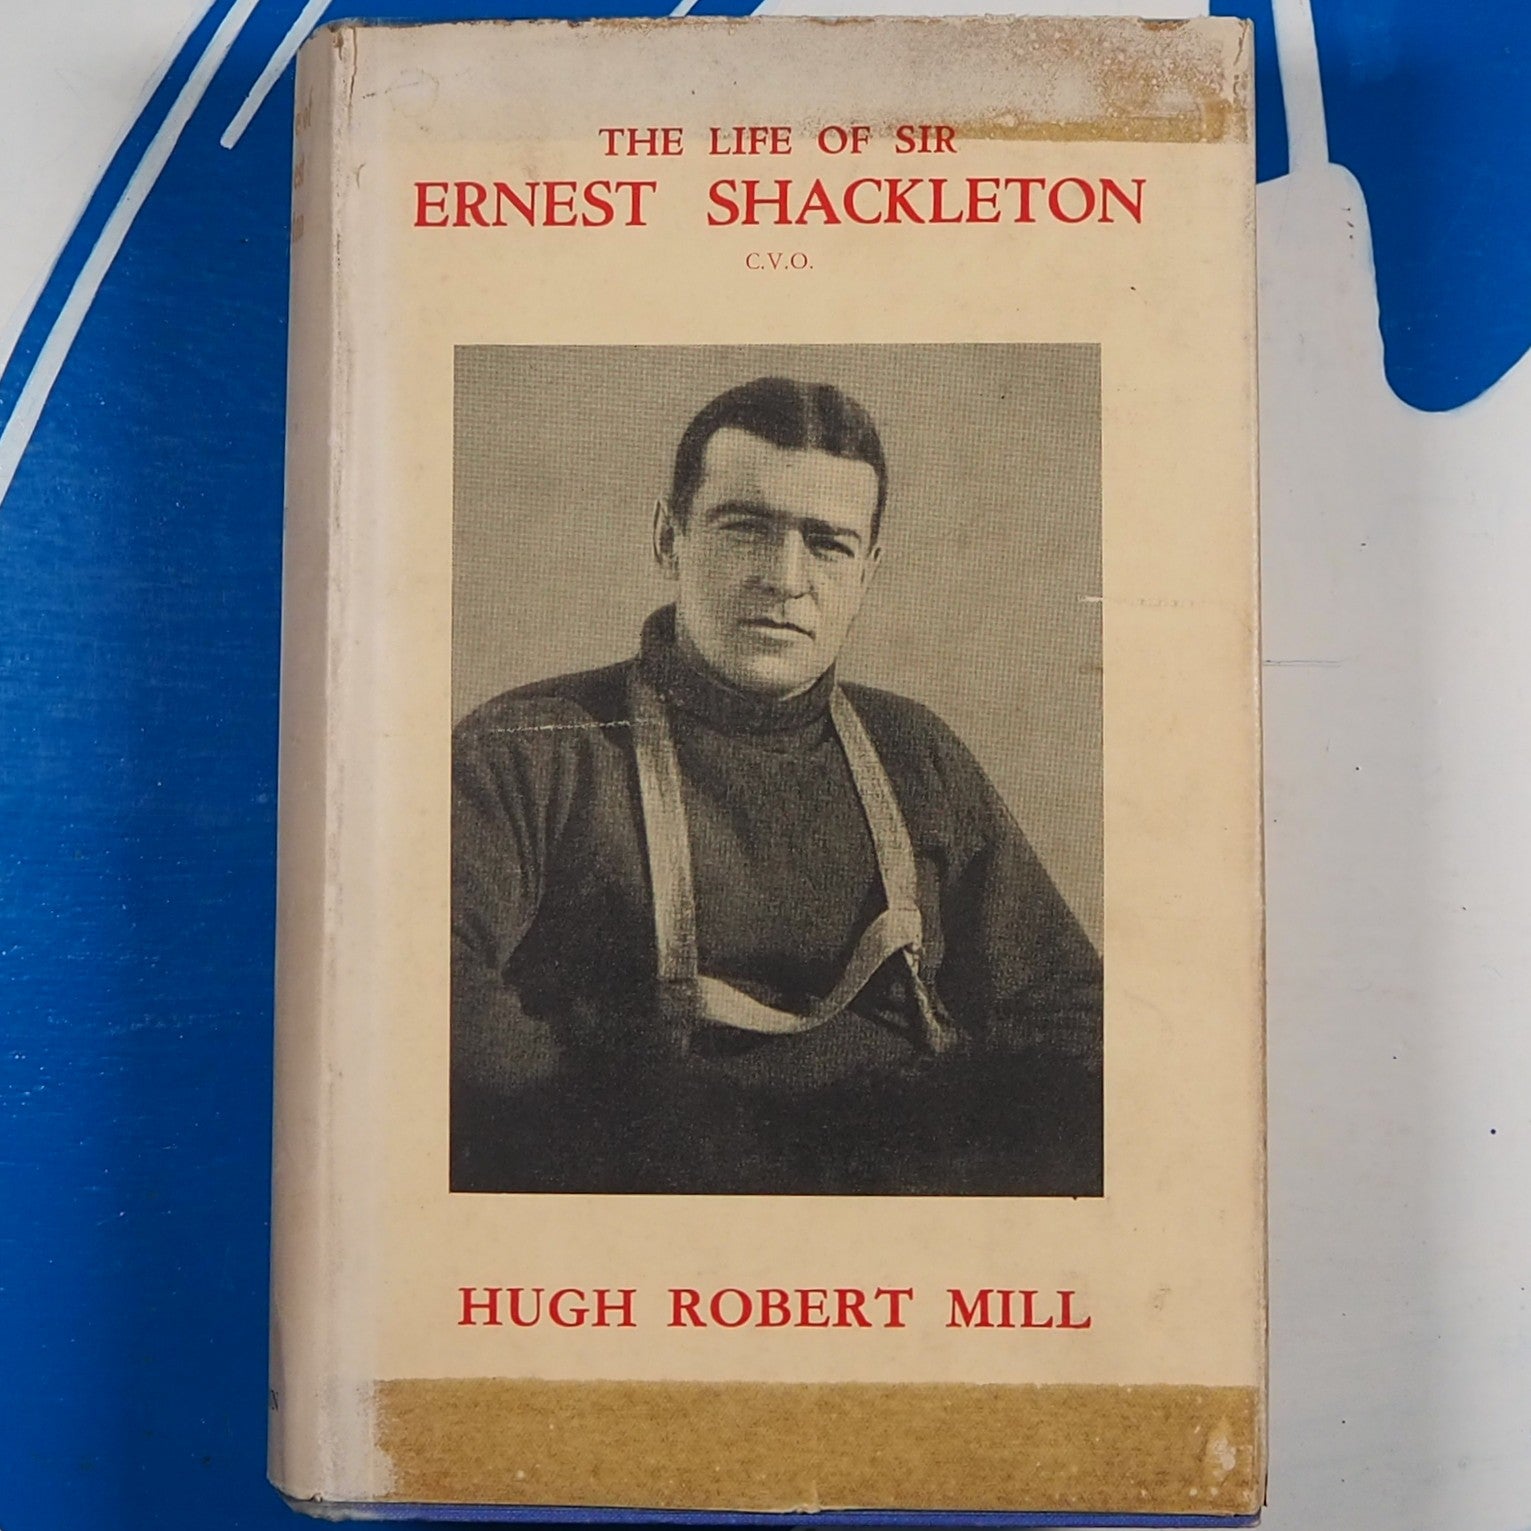 THE LIFE OF SIR
ERNEST SHACKLETON
C.V.O.
HUGH ROBERT MILL